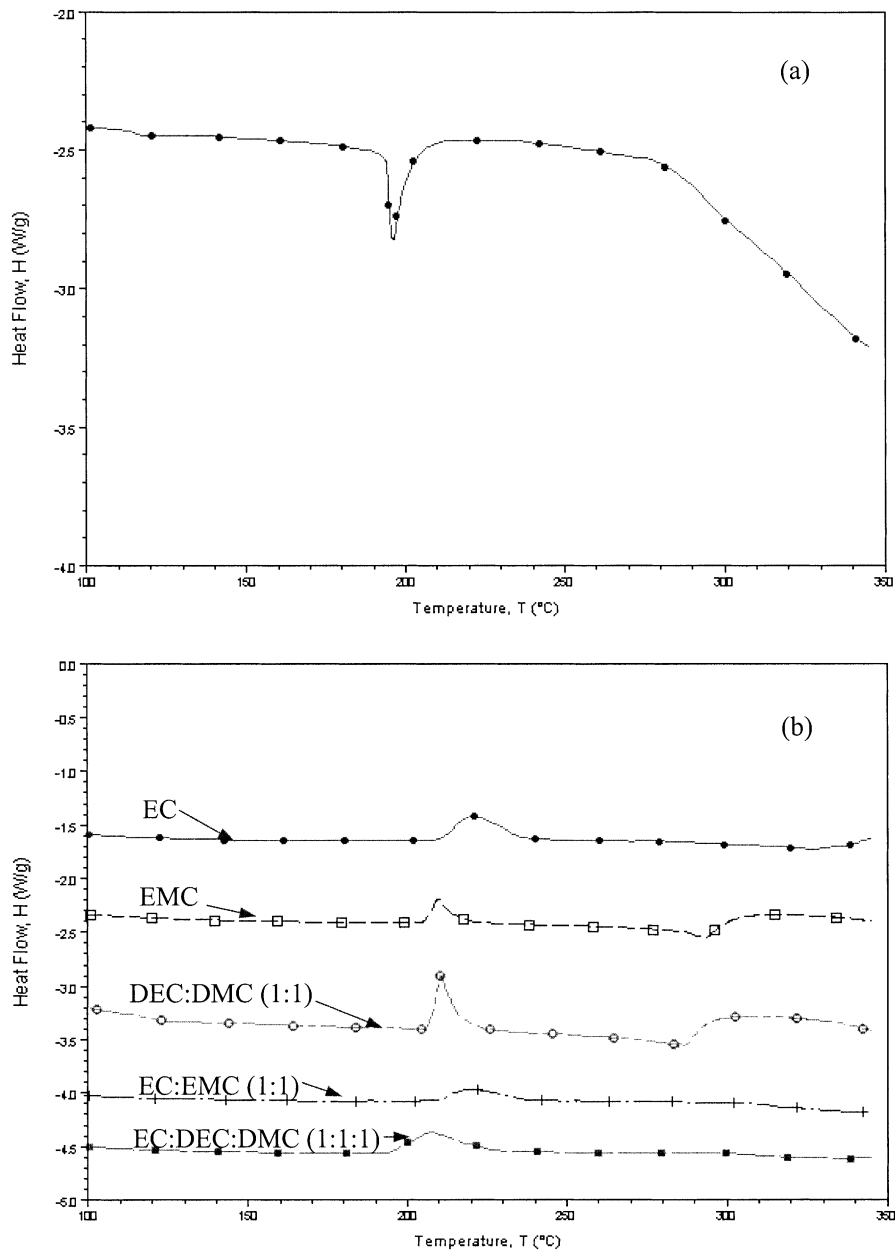 -2.0
(a)
-2.5
-3.0
-3.5
-4.0
Heat Flow, H (W/g)
100 150 200 250 300 350
Temperature, T (ºC)
0.0
-0.5
(b)
-1.0
EC
-1.5
-2.0
EMC
-2.5
-3.0
DEC:DMC (1:1)
-3.5
-4.0
EC:EMC (1:1)
-4.5
EC:DEC:DMC (1:1:1)
-5.0
Heat Flow, H (W/g)
100 150 200 250 300 350
Temperature, T (ºC)